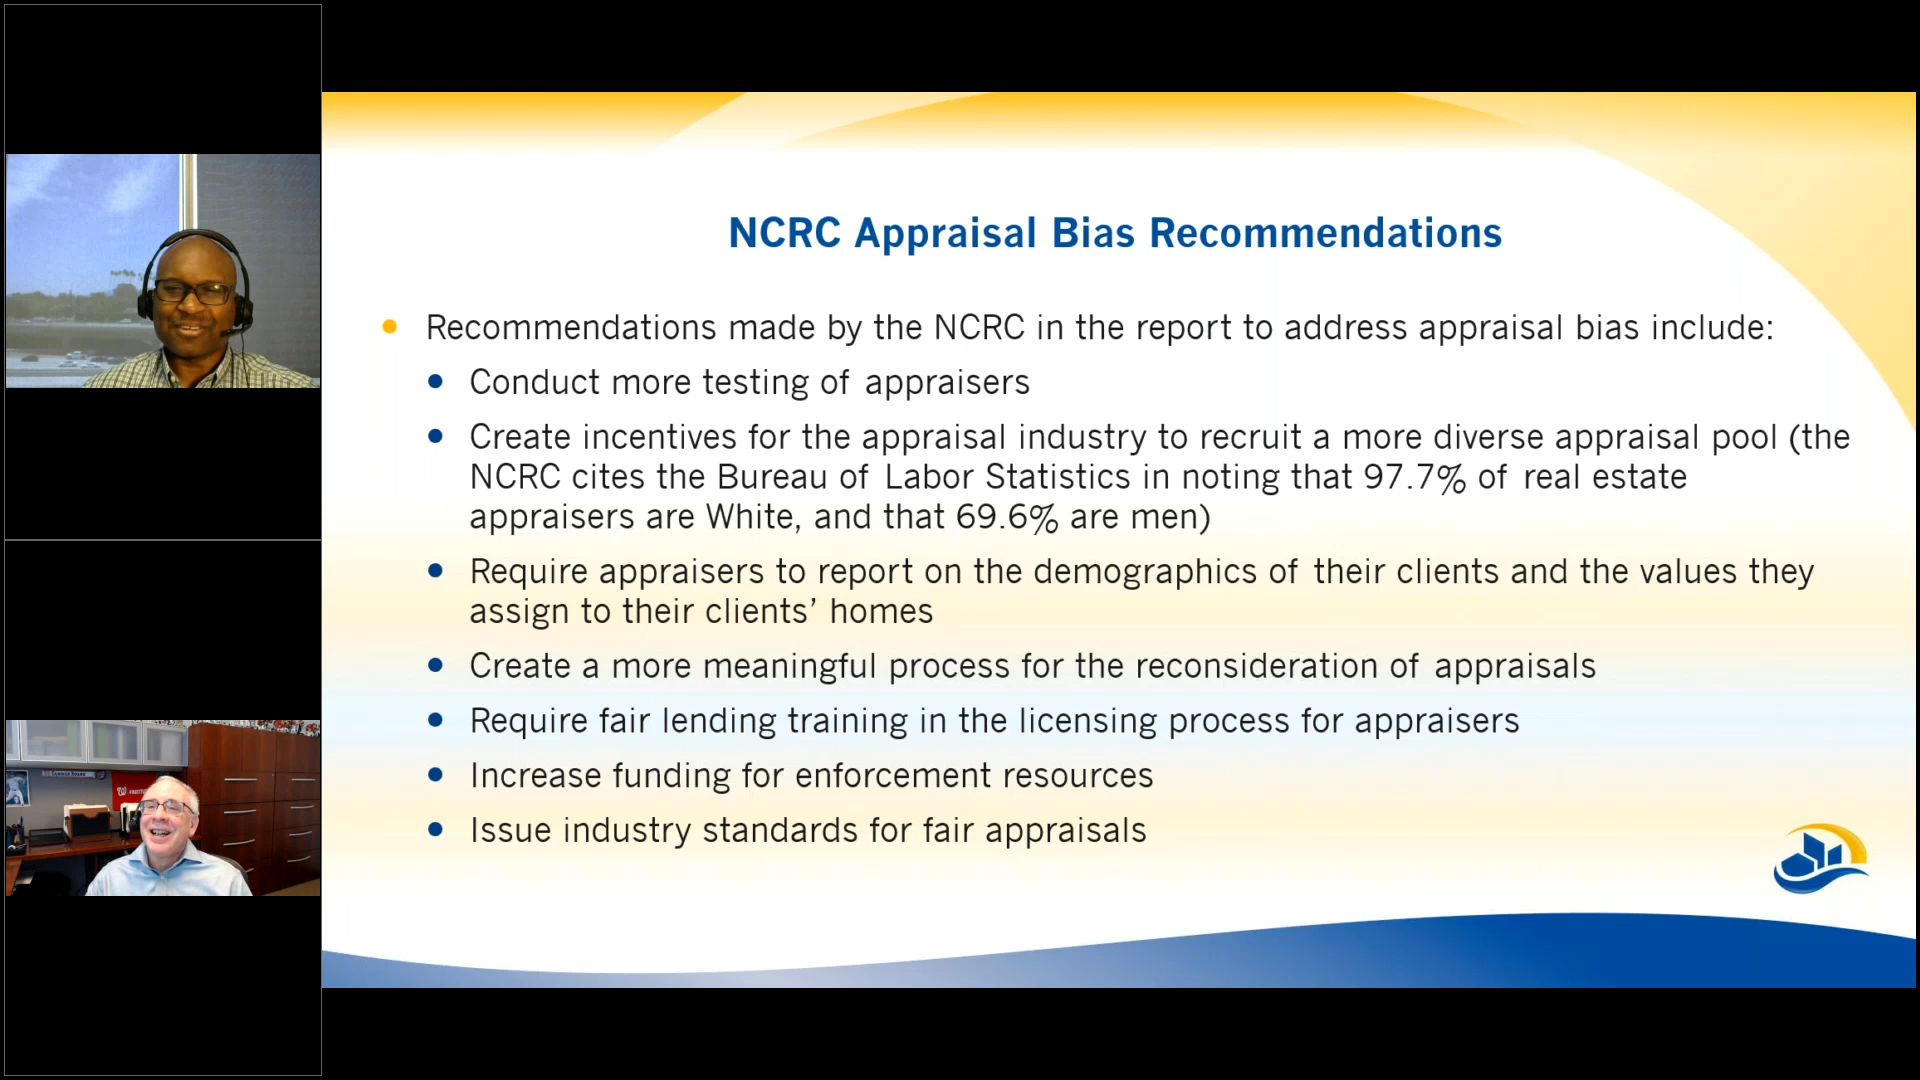 NCRC Appraisal Bias Recommendations
Recommendations made by the NCRC in the report to address appraisal bias include:
Conduct more testing of appraisers
Create incentives for the appraisal industry to recruit a more diverse appraisal pool (the
NCRC cites the Bureau of Labor Statistics in noting that 97.7% of real estate
appraisers are White, and that 69.6% are men)
Require appraisers to report on the demographics of their clients and the values they
assign to their clients’ homes
Create a more meaningful process for the reconsideration of appraisals
Require fair lending training in the licensing process for appraisers
Increase funding for enforcement resources
Issue industry standards for fair appraisals